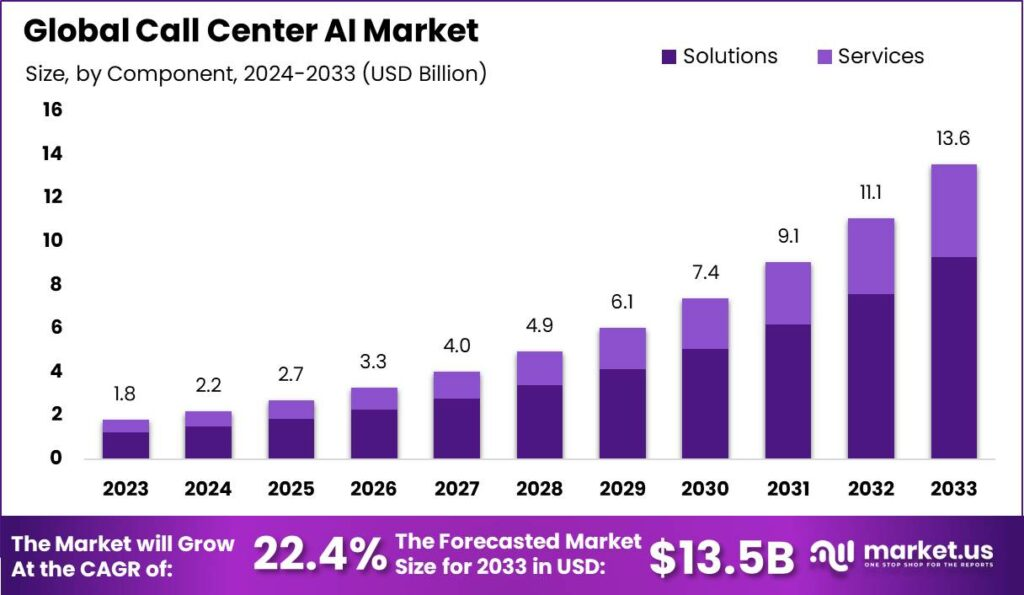 Global Call Center AI Market
Size, by Component, 2024-2033 (USD Billion)
Solutions
Services
16
14
12
10
8
6
4
2
0
1.8
2.2
2.7
3.3
4.0
4.9
6.1
7.4
9.1
11.1
13.6
2023
2024
2025
2026
2027
2028
2029
2030
2031
2032
2033
The Market will Grow
At the CAGR of:
22.4%
The Forecasted Market
Size for 2033 in USD:
$13.5B
market.us
ONE STOP SHOP FOR THE REPORTS